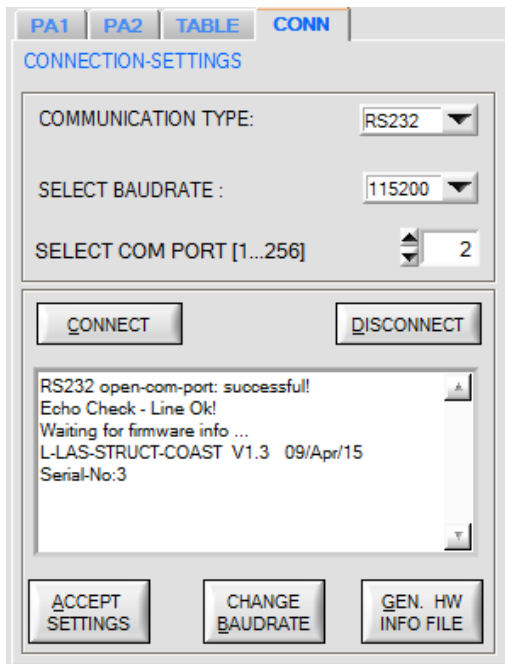 PA1 PA2 TABLE CONN
CONNECTION-SETTINGS
COMMUNICATION TYPE: RS232
SELECT BAUDRATE : 115200
SELECT COM PORT [1...256] 2
CONNECT DISCONNECT
RS232 open-com-port: successful!
Echo Check - Line Ok!
Waiting for firmware info ...
L-LAS-STRUCT-COAST V1.3 09/Apr/15
Serial-No:3
ACCEPT SETTINGS
CHANGE BAUDRATE
GEN. HW INFO FILE